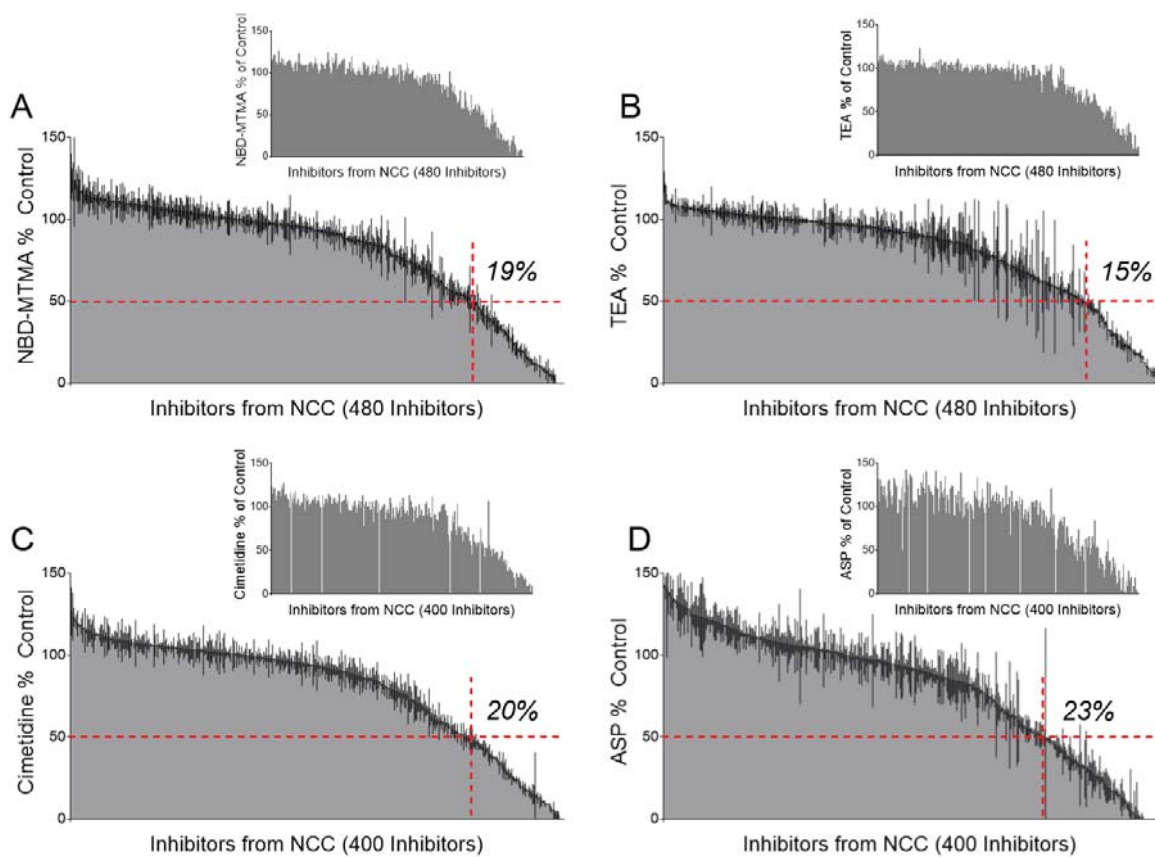 A
NBD-MTMA % of Control
150
100
50
0
Inhibitors from NCC (480 Inhibitors)
NBD-MTMA % Control
150
100
50
0
19%
Inhibitors from NCC (480 Inhibitors)
B
TEA % of Control
150
100
50
0
Inhibitors from NCC (480 Inhibitors)
TEA % Control
150
100
50
0
15%
Inhibitors from NCC (480 Inhibitors)
C
Cimetidine % of Control
150
100
50
0
Inhibitors from NCC (400 Inhibitors)
Cimetidine % Control
150
100
50
0
20%
Inhibitors from NCC (400 Inhibitors)
D
ASP % of Control
150
100
50
0
Inhibitors from NCC (400 Inhibitors)
ASP % Control
150
100
50
0
23%
Inhibitors from NCC (400 Inhibitors)